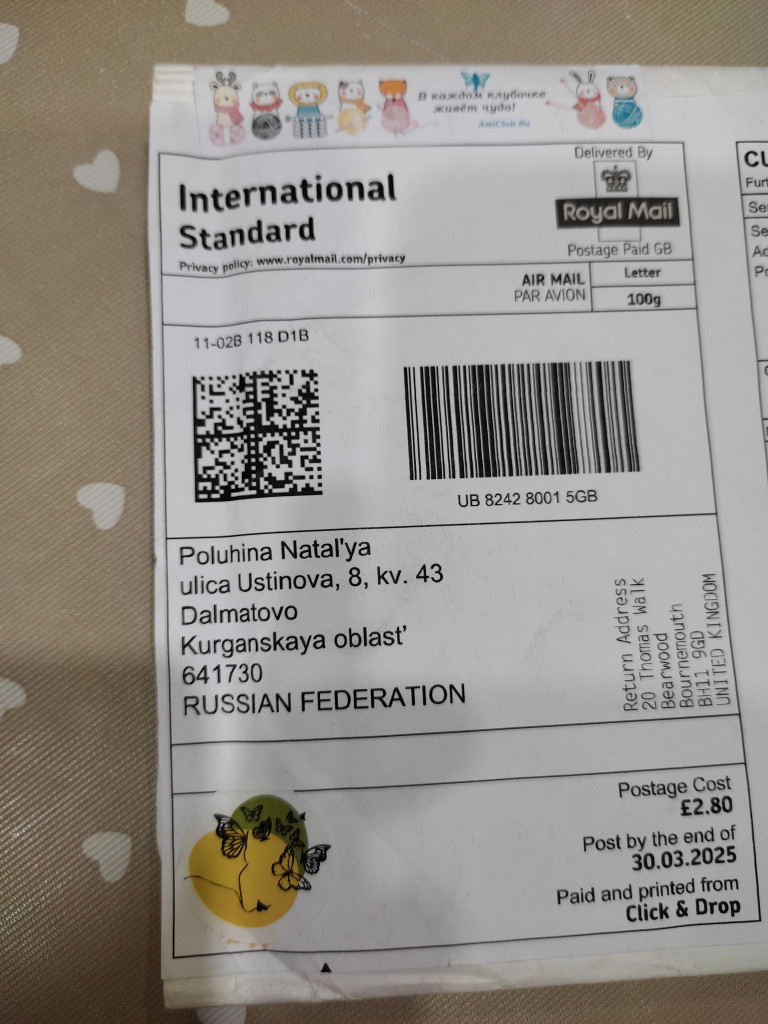 В каждом клубочке
живёт чудо!
AmiClub.Ru
International
Standard
Privacy policy: www.royalmail.com/privacy
Delivered By
Royal Mail
Postage Paid GB
AIR MAIL
PAR AVION
Letter
100g
11-02B 118 D1B
UB 8242 8001 5GB
Poluhina Natal'ya
ulica Ustinova, 8, kv. 43
Dalmatovo
Kurganskaya oblast'
641730
RUSSIAN FEDERATION
Return Address
20 Thomas Walk
Bearwood
Bournemouth
BH11 9GD
UNITED KINGDOM
Postage Cost
£2.80
Post by the end of
30.03.2025
Paid and printed from
Click & Drop